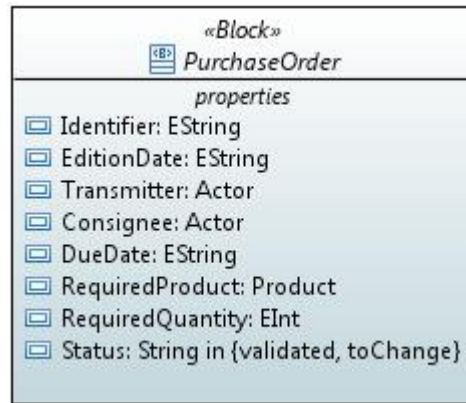 «Block»
PurchaseOrder
properties
Identifier: EString
EditionDate: EString
Transmitter: Actor
Consignee: Actor
DueDate: EString
RequiredProduct: Product
RequiredQuantity: EInt
Status: String in {validated, toChange}